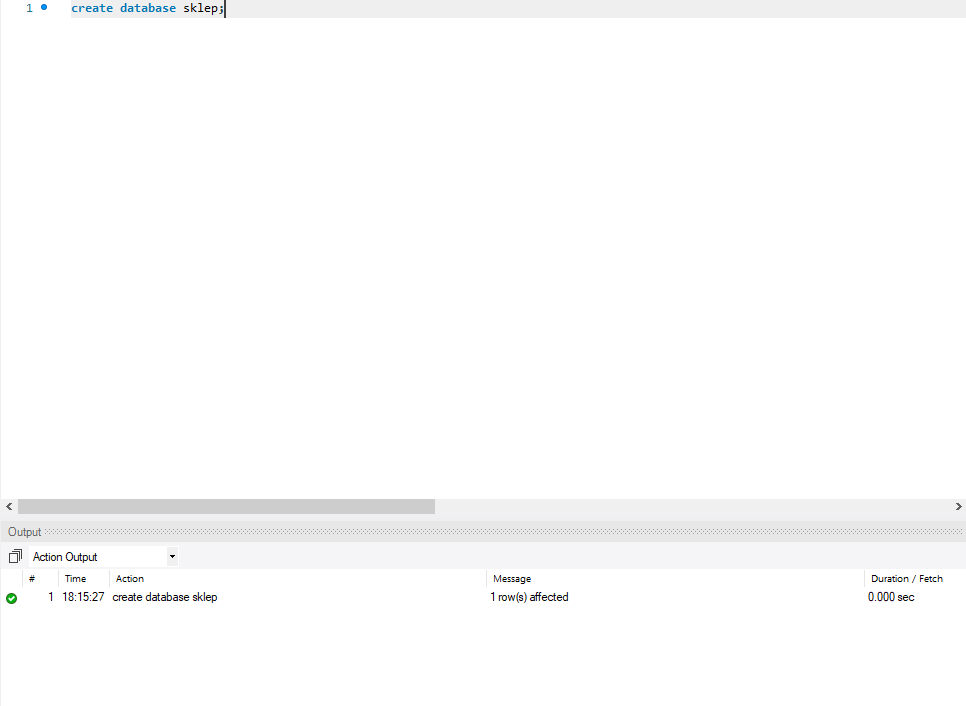 1 create database sklep;
Output
Action Output
# Time Action Message Duration / Fetch
1 18:15:27 create database sklep 1 row(s) affected 0.000 sec